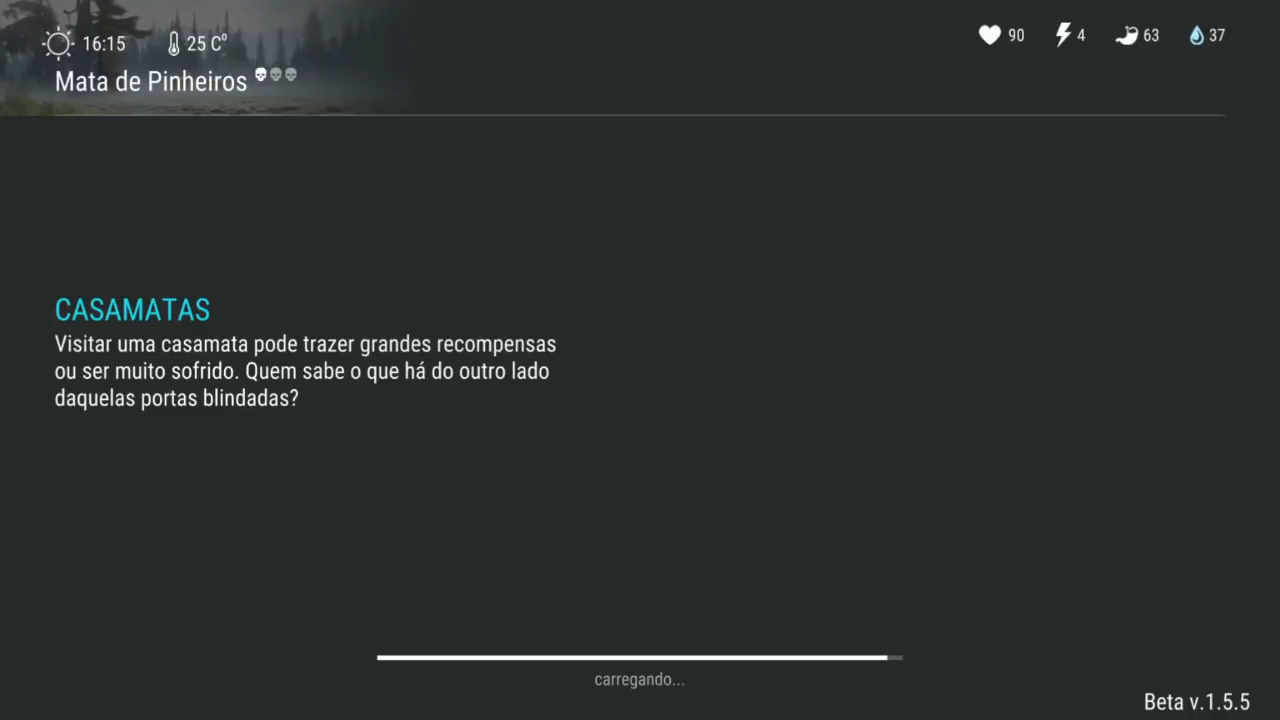 16:15
25 Cº
90
4
63
37
Mata de Pinheiros
CASAMATAS
Visitar uma casamata pode trazer grandes recompensas
ou ser muito sofrido. Quem sabe o que há do outro lado
daquelas portas blindadas?
carregando...
Beta v.1.5.5